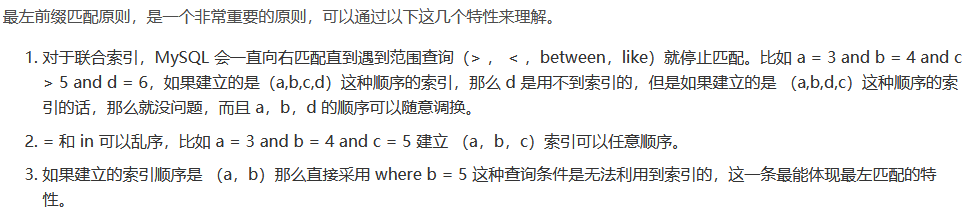 最左前缀匹配原则，是一个非常重要的原则，可以通过以下这几个特性来理解。
1. 对于联合索引，MySQL 会一直向右匹配直到遇到范围查询（> ，< ，between，like）就停止匹配。比如 a = 3 and b = 4 and c
> 5 and d = 6，如果建立的是（a,b,c,d）这种顺序的索引，那么 d 是用不到索引的，但是如果建立的是 （a,b,d,c）这种顺序的索
引的话，那么就没问题，而且 a，b，d 的顺序可以随意调换。
2. = 和 in 可以乱序，比如 a = 3 and b = 4 and c = 5 建立 （a，b，c）索引可以任意顺序。
3. 如果建立的索引顺序是 （a，b）那么直接采用 where b = 5 这种查询条件是无法利用到索引的，这一条最能体现最左匹配的特
性。